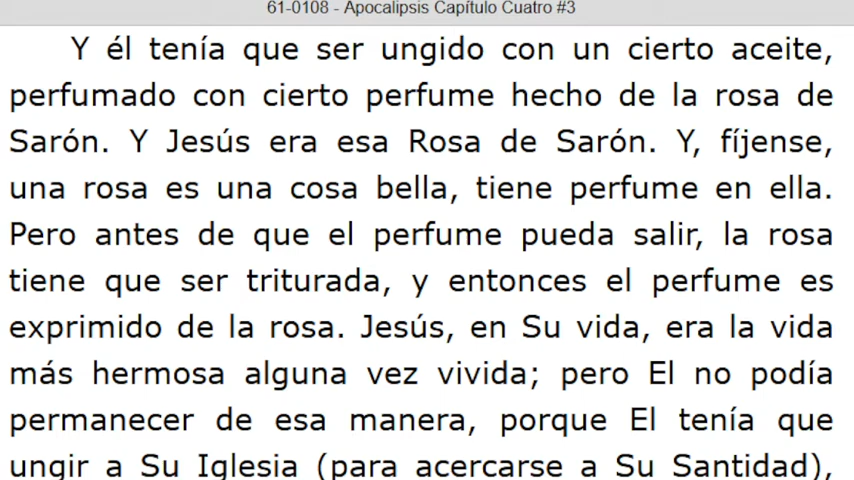 61-0108 - Apocalipsis Capítulo Cuatro #3
Y él tenía que ser ungido con un cierto aceite,
perfumado con cierto perfume hecho de la rosa de
Sarón. Y Jesús era esa Rosa de Sarón. Y, fíjense,
una rosa es una cosa bella, tiene perfume en ella.
Pero antes de que el perfume pueda salir, la rosa
tiene que ser triturada, y entonces el perfume es
exprimido de la rosa. Jesús, en Su vida, era la vida
más hermosa alguna vez vivida; pero El no podía
permanecer de esa manera, porque El tenía que
ungir a Su Iglesia (para acercarse a Su Santidad),